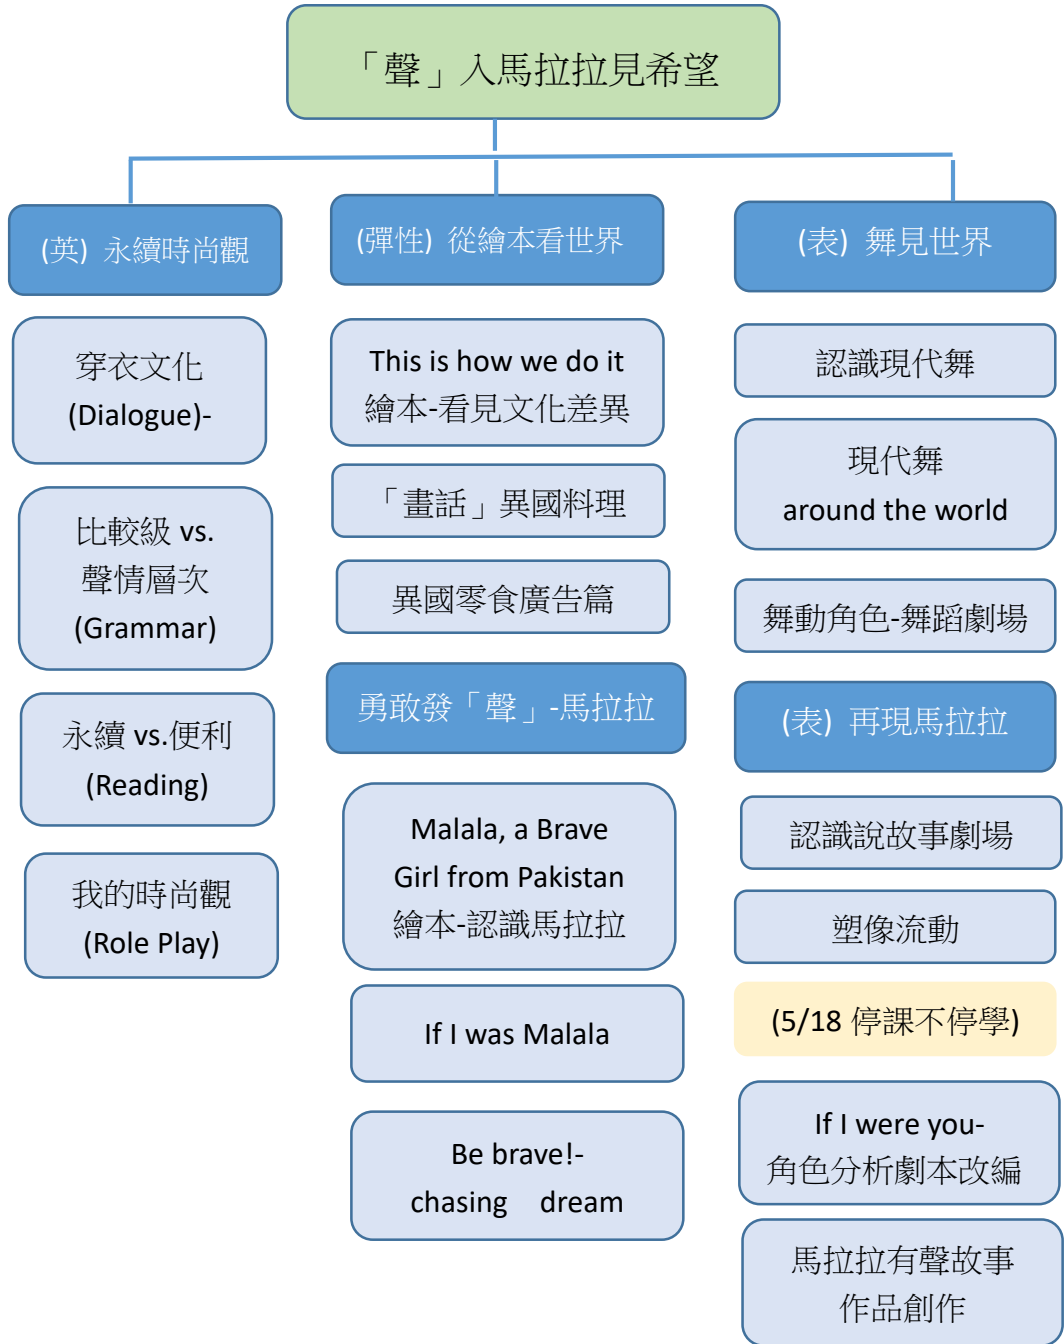 「聲」入馬拉拉見希望
(英) 永續時尚觀
穿衣文化
(Dialogue)-
比較級 vs.
聲情層次
(Grammar)
永續 vs.便利
(Reading)
我的時尚觀
(Role Play)
(彈性) 從繪本看世界
This is how we do it
繪本-看見文化差異
「畫話」異國料理
異國零食廣告篇
勇敢發「聲」-馬拉拉
Malala, a Brave
Girl from Pakistan
繪本-認識馬拉拉
If I was Malala
Be brave!-
chasing dream
(表) 舞見世界
認識現代舞
現代舞
around the world
舞動角色-舞蹈劇場
(表) 再現馬拉拉
認識說故事劇場
塑像流動
(5/18 停課不停學)
If I were you-
角色分析劇本改編
馬拉拉有聲故事
作品創作